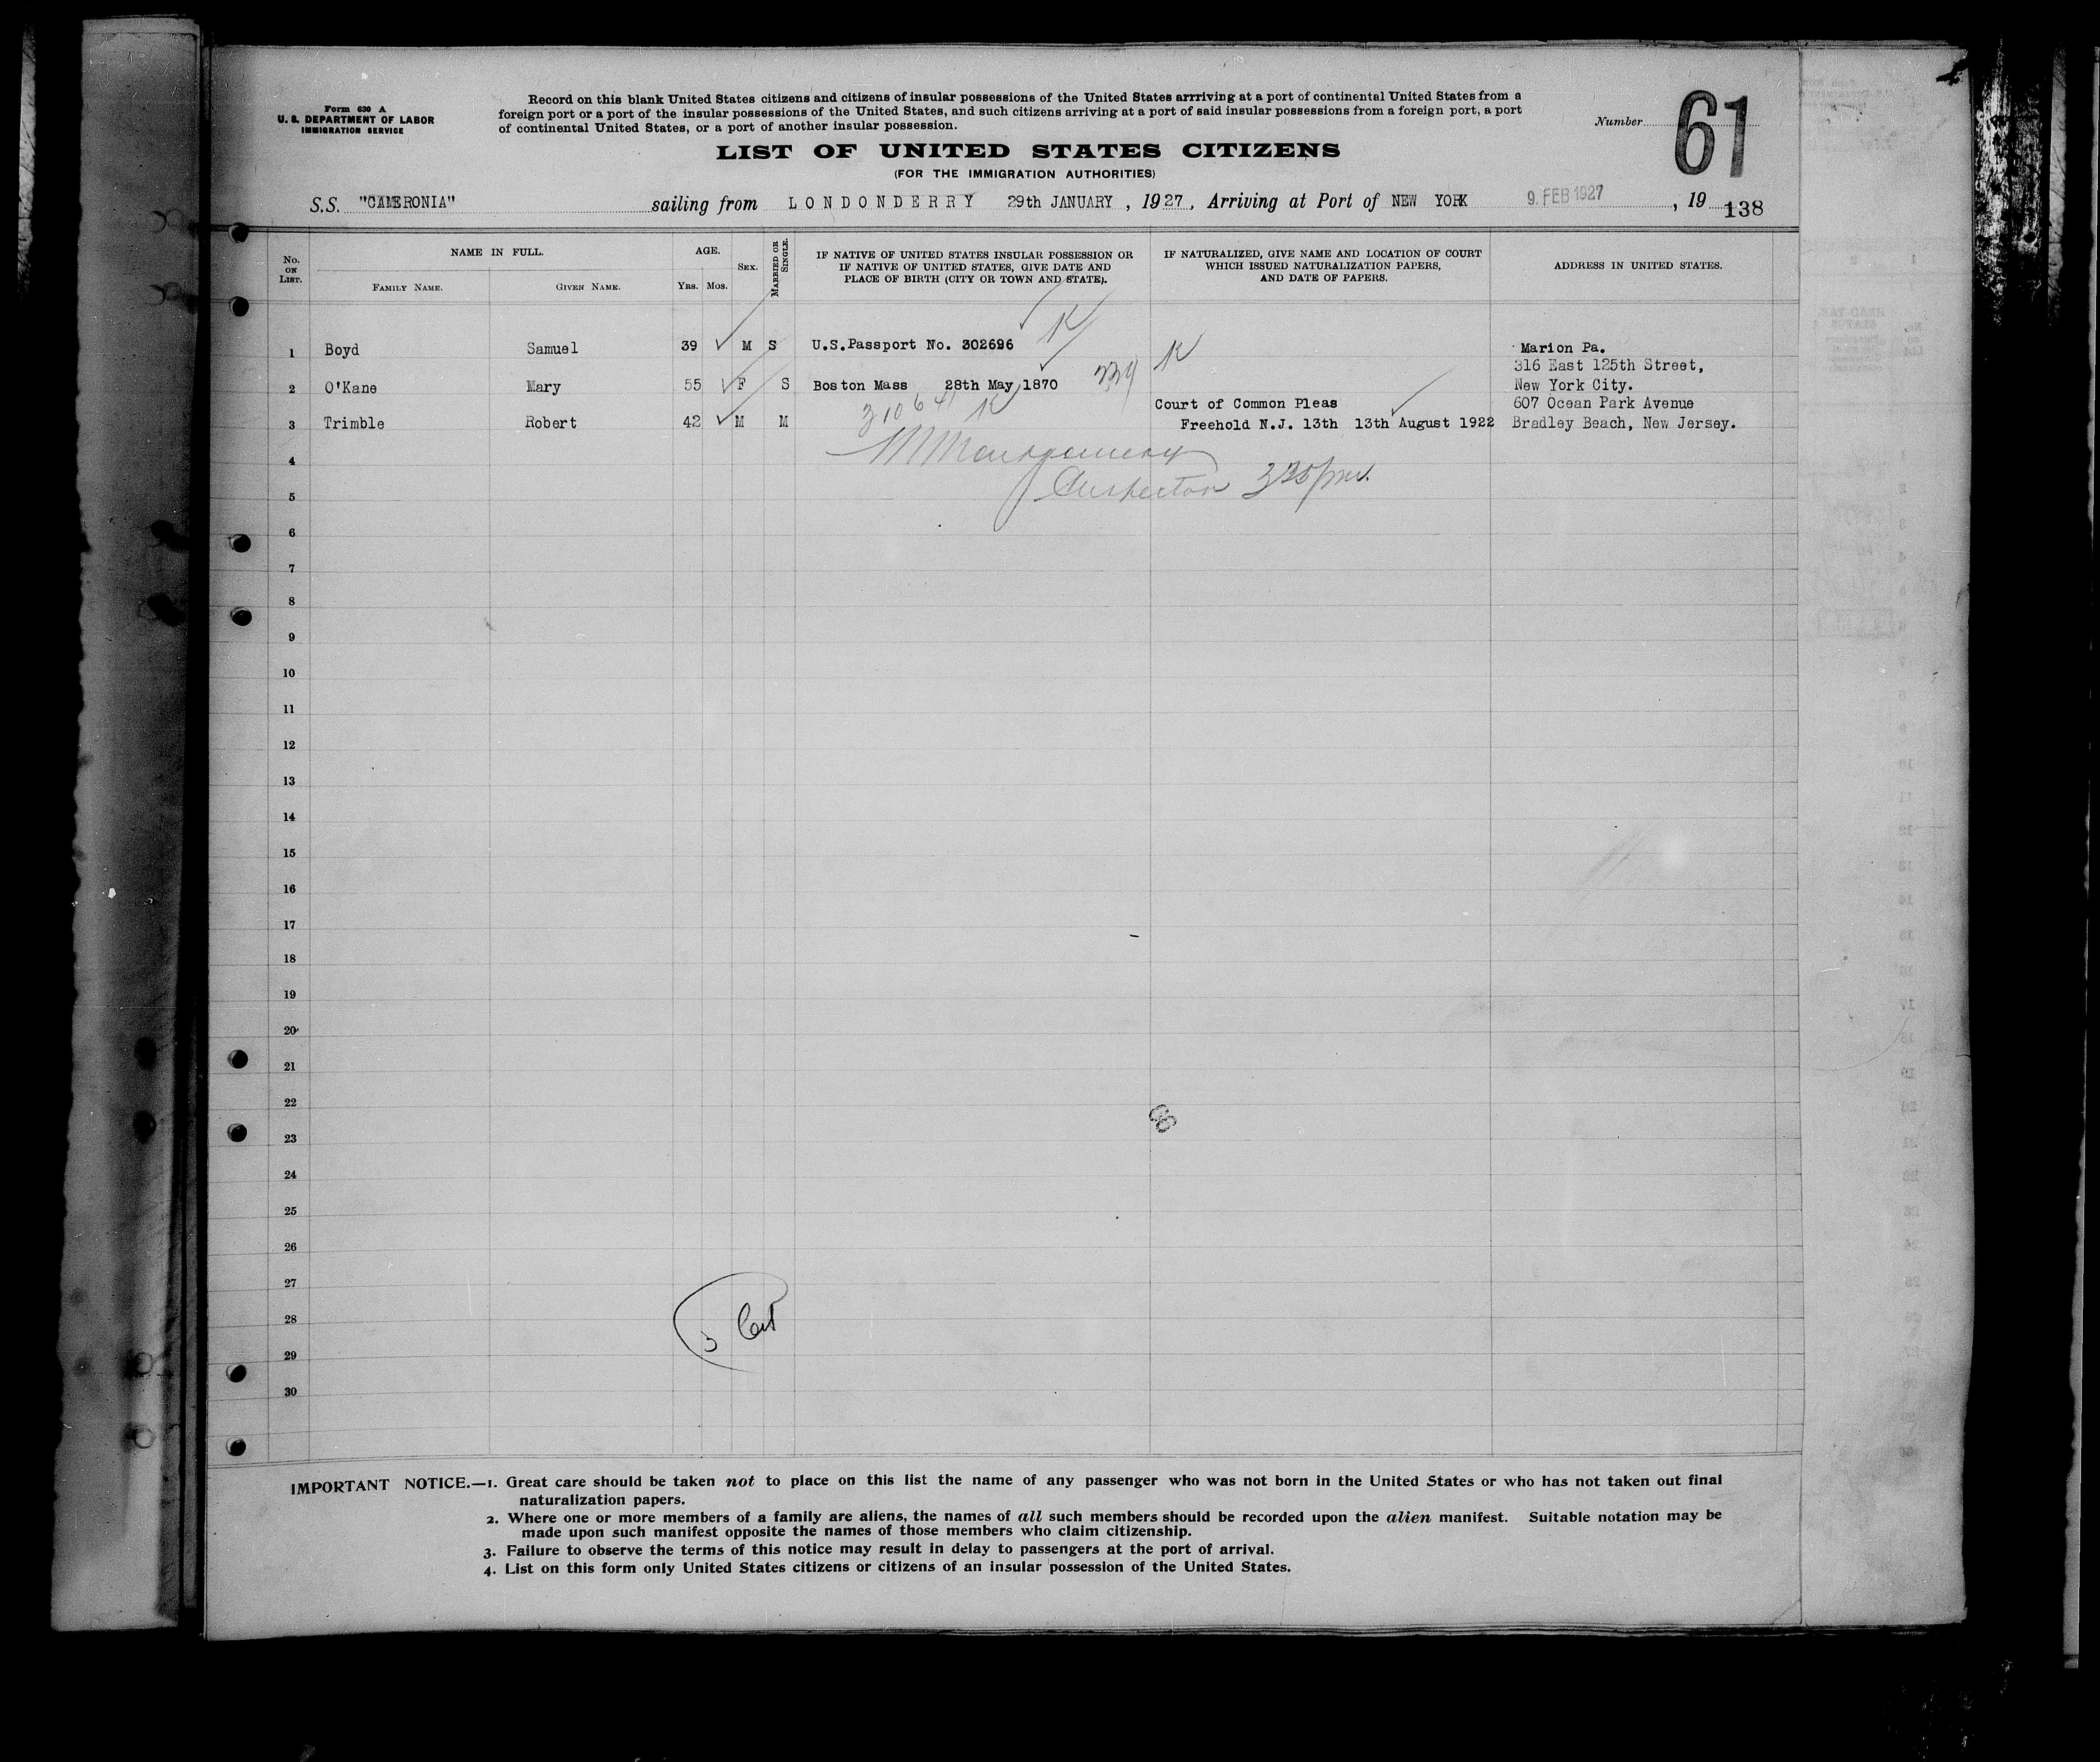 Form 630 A
U. S. DEPARTMENT OF LABOR
IMMIGRATION SERVICE
Record on this blank United States citizens and citizens of insular possessions of the United States arrriving at a port of continental United States from a
foreign port or a port of the insular possessions of the United States, and such citizens arriving at a port of said insular possessions from a foreign port, a port
of continental United States, or a port of another insular possession.
Number 61
LIST OF UNITED STATES CITIZENS
(FOR THE IMMIGRATION AUTHORITIES)
S.S. "CAMERONIA" sailing from LONDONDERRY 29th JANUARY , 1927, Arriving at Port of NEW YORK 9. FEB 1927 , 19 138
No. ON LIST.
NAME IN FULL.
FAMILY NAME. GIVEN NAME.
AGE.
YRS. MOS.
SEX.
MARRIED OR SINGLE.
IF NATIVE OF UNITED STATES INSULAR POSSESSION OR
IF NATIVE OF UNITED STATES, GIVE DATE AND
PLACE OF BIRTH (CITY OR TOWN AND STATE).
IF NATURALIZED, GIVE NAME AND LOCATION OF COURT
WHICH ISSUED NATURALIZATION PAPERS,
AND DATE OF PAPERS.
ADDRESS IN UNITED STATES.
1 Boyd Samuel 39 M S U.S.Passport No. 302696 Marion Pa.
316 East 125th Street,
2 O'Kane Mary 55 F S Boston Mass 28th May 1870 New York City.
310641 Court of Common Pleas 607 Ocean Park Avenue
3 Trimble Robert 42 M M Freehold N.J. 13th 13th August 1922 Bradley Beach, New Jersey.
4 Montgomery
5 Inspector 325 pm.
6
7
8
9
10
11
12
13
14
15
16
17
18
19
20
21
22
23
24
25
26
27
28
29
30
IMPORTANT NOTICE.—1. Great care should be taken not to place on this list the name of any passenger who was not born in the United States or who has not taken out final
naturalization papers.
2. Where one or more members of a family are aliens, the names of all such members should be recorded upon the alien manifest. Suitable notation may be
made upon such manifest opposite the names of those members who claim citizenship.
3. Failure to observe the terms of this notice may result in delay to passengers at the port of arrival.
4. List on this form only United States citizens or citizens of an insular possession of the United States.